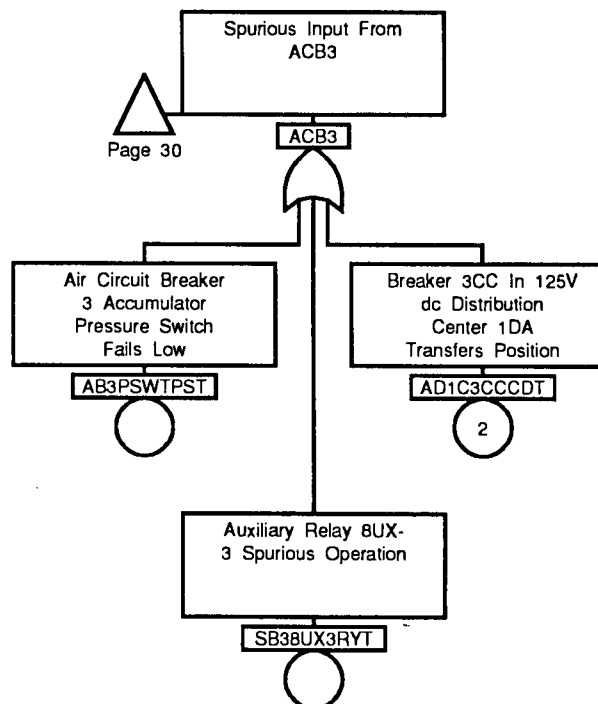 Spurious Input From
ACB3
Page 30
ACB3
Air Circuit Breaker
3 Accumulator
Pressure Switch
Fails Low
AB3PSWTPST
Breaker 3CC In 125V
dc Distribution
Center 1DA
Transfers Position
AD1C3CCCDT
2
Auxiliary Relay 8UX-
3 Spurious Operation
SB38UX3RYT